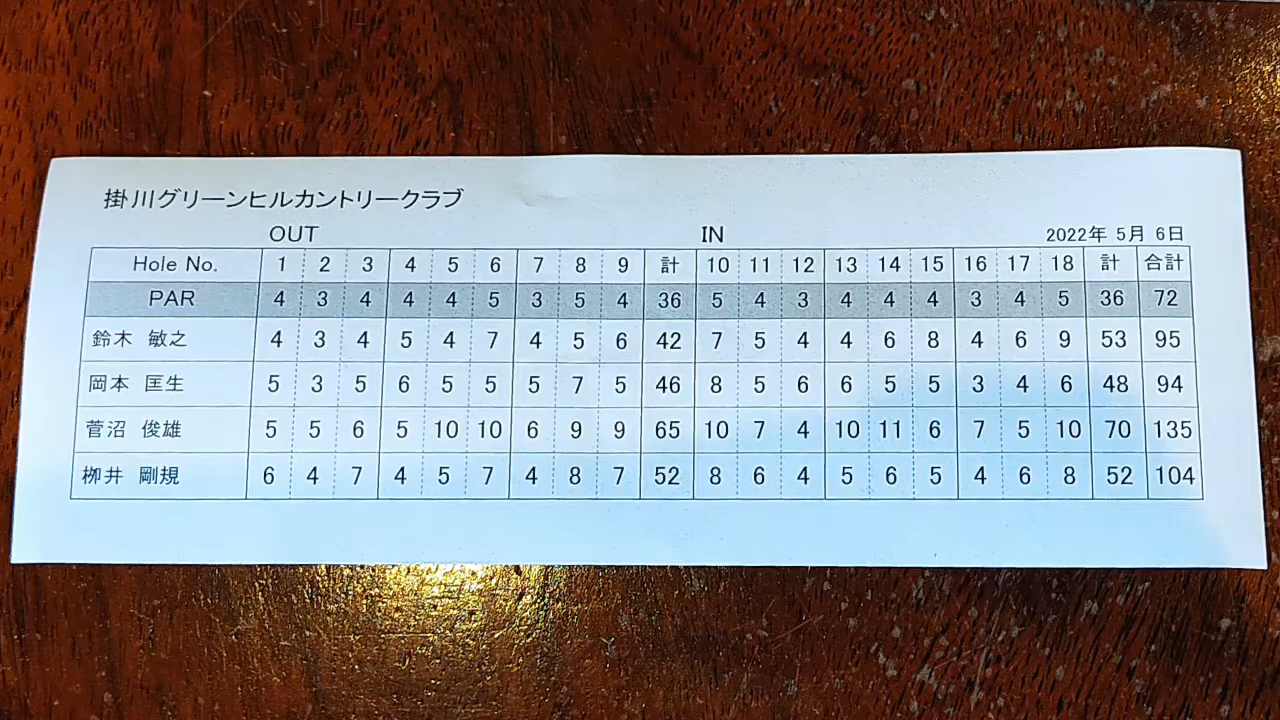 掛川グリーンヒルカントリークラブ
OUT IN 2022年 5月 6日
Hole No. 1 2 3 4 5 6 7 8 9 計 10 11 12 13 14 15 16 17 18 計 合計
PAR 4 3 4 4 4 5 3 5 4 36 5 4 3 4 4 4 3 4 5 36 72
鈴木 敏之 4 3 4 5 4 7 4 5 6 42 7 5 4 4 6 8 4 6 9 53 95
岡本 匡生 5 3 5 6 5 5 5 7 5 46 8 5 6 6 5 5 3 4 6 48 94
菅沼 俊雄 5 5 6 5 10 10 6 9 9 65 10 7 4 10 11 6 7 5 10 70 135
栁井 剛規 6 4 7 4 5 7 4 8 7 52 8 6 4 5 6 5 4 6 8 52 104